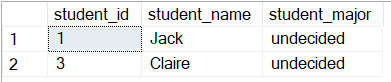 student_id student_name student_major
1 1 Jack undecided
2 3 Claire undecided